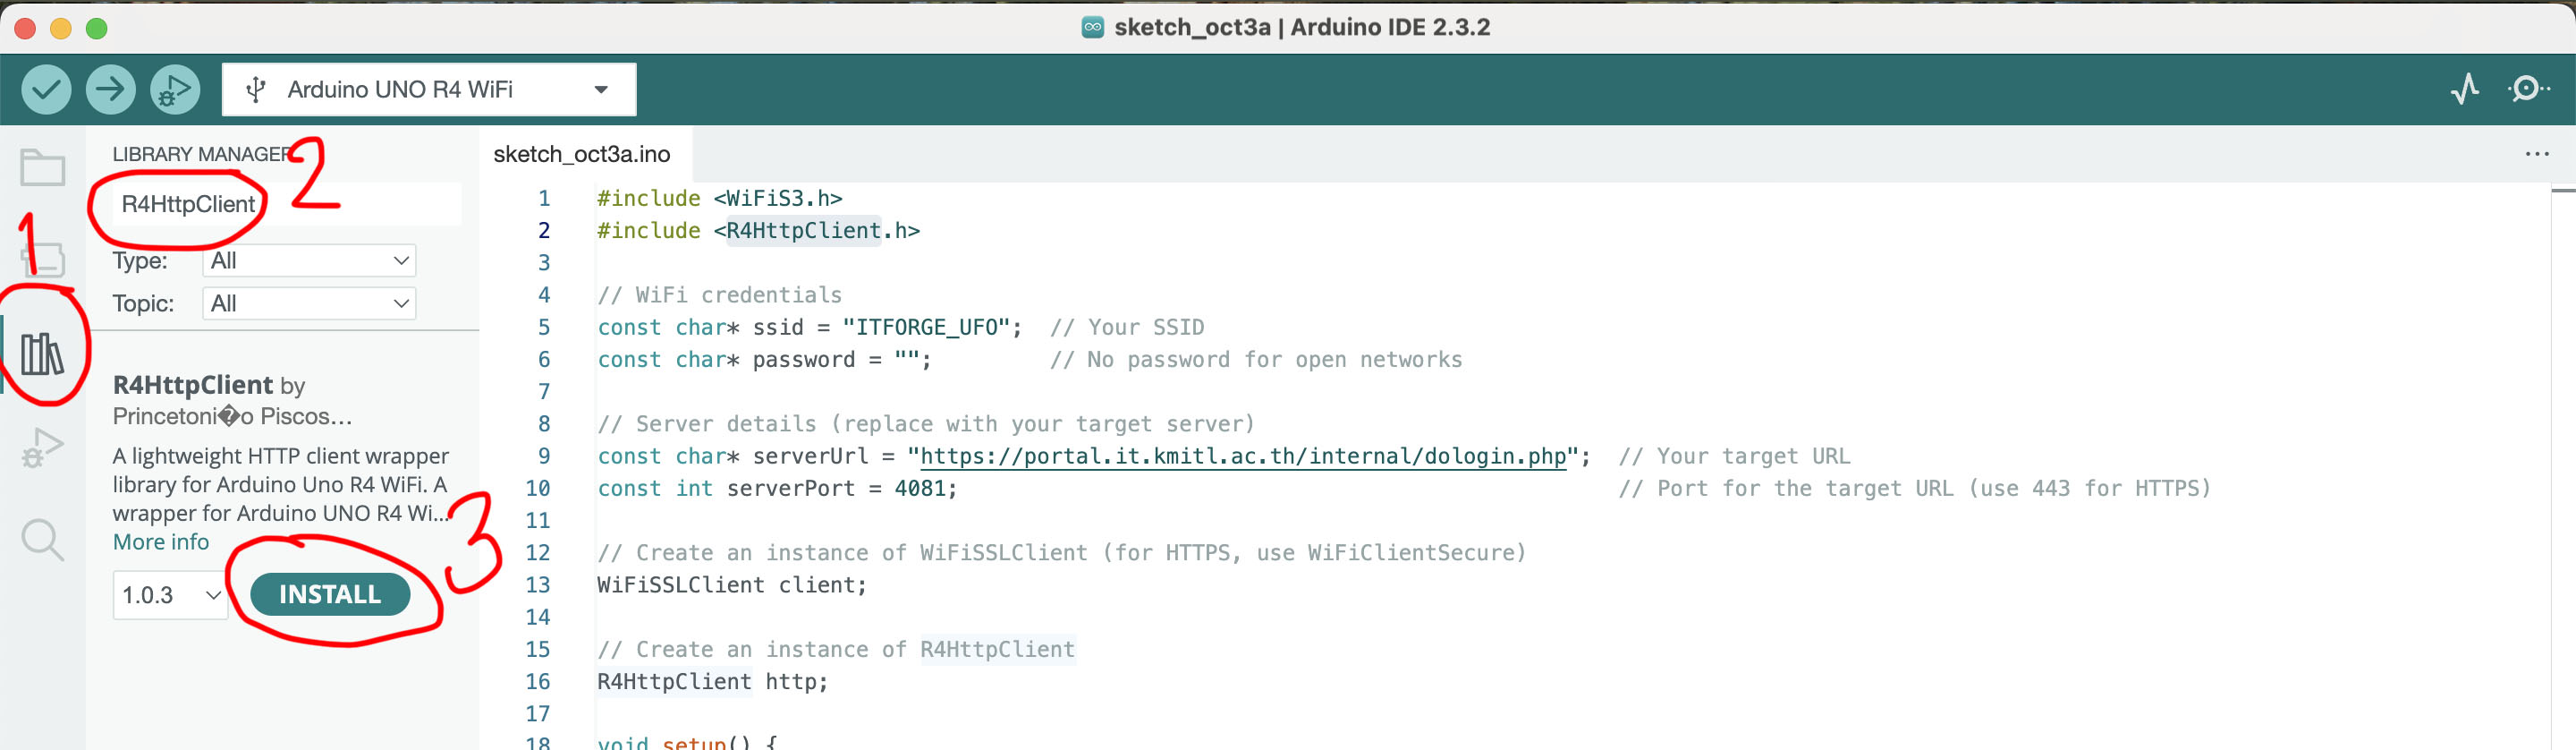 sketch_oct3a | Arduino IDE 2.3.2
Arduino UNO R4 WiFi
LIBRARY MANAGER
2
R4HttpClient
1
Type: All
Topic: All
R4HttpClient by
Princetoni�o Piscos...
A lightweight HTTP client wrapper
library for Arduino Uno R4 WiFi. A
wrapper for Arduino UNO R4 Wi...
More info
3
1.0.3
INSTALL
sketch_oct3a.ino
...
1 #include <WiFiS3.h>
2 #include <R4HttpClient.h>
3
4 // WiFi credentials
5 const char* ssid = "ITFORGE_UFO"; // Your SSID
6 const char* password = ""; // No password for open networks
7
8 // Server details (replace with your target server)
9 const char* serverUrl = "https://portal.it.kmitl.ac.th/internal/dologin.php"; // Your target URL
10 const int serverPort = 4081; // Port for the target URL (use 443 for HTTPS)
11
12 // Create an instance of WiFiSSLClient (for HTTPS, use WiFiClientSecure)
13 WiFiSSLClient client;
14
15 // Create an instance of R4HttpClient
16 R4HttpClient http;
17
18 void setup() {